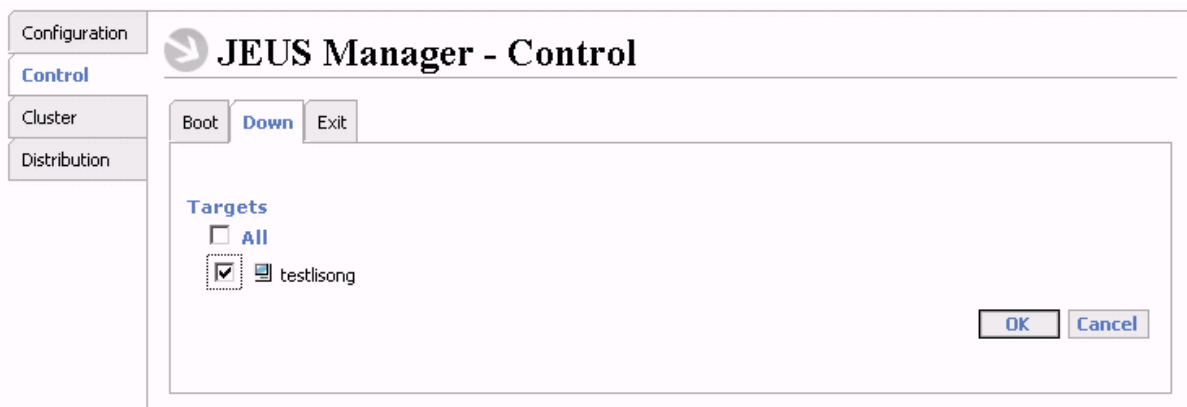 Configuration
Control
Cluster
Distribution
JEUS Manager - Control
Boot Down Exit
Targets
All
testlisong
OK Cancel